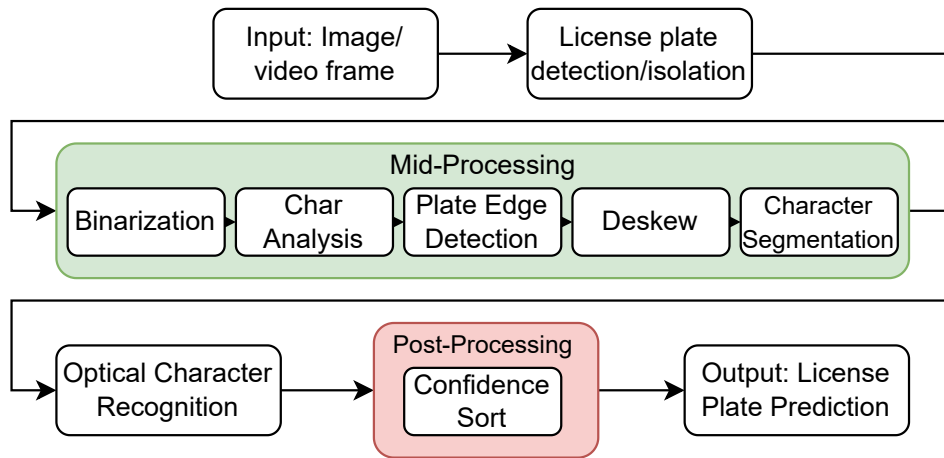 Input: Image/
video frame
License plate
detection/isolation
Mid-Processing
Binarization
Char
Analysis
Plate Edge
Detection
Deskew
Character
Segmentation
Optical Character
Recognition
Post-Processing
Confidence
Sort
Output: License
Plate Prediction